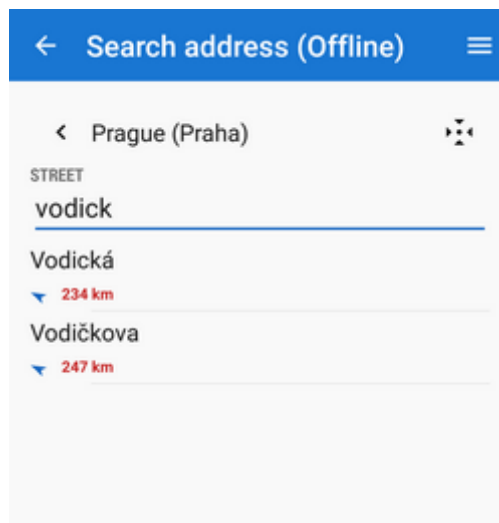 Search address (Offline)
Prague (Praha)
STREET
vodick
Vodická
234 km
Vodičkova
247 km